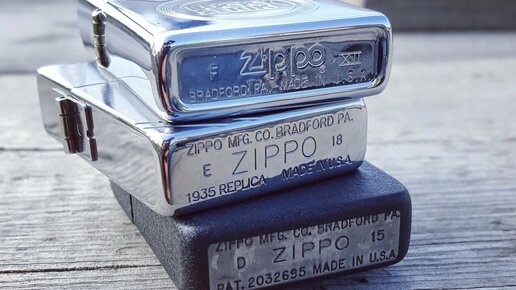 F Zippo XII
BRADFORD, PA. MADE IN U.S.A.
ZIPPO MFG. CO. BRADFORD PA.
E ZIPPO 18
1935 REPLICA MADE IN U.S.A.
ZIPPO MFG. CO. BRADFORD, PA.
D ZIPPO 15
PAT. 2032695 MADE IN U.S.A